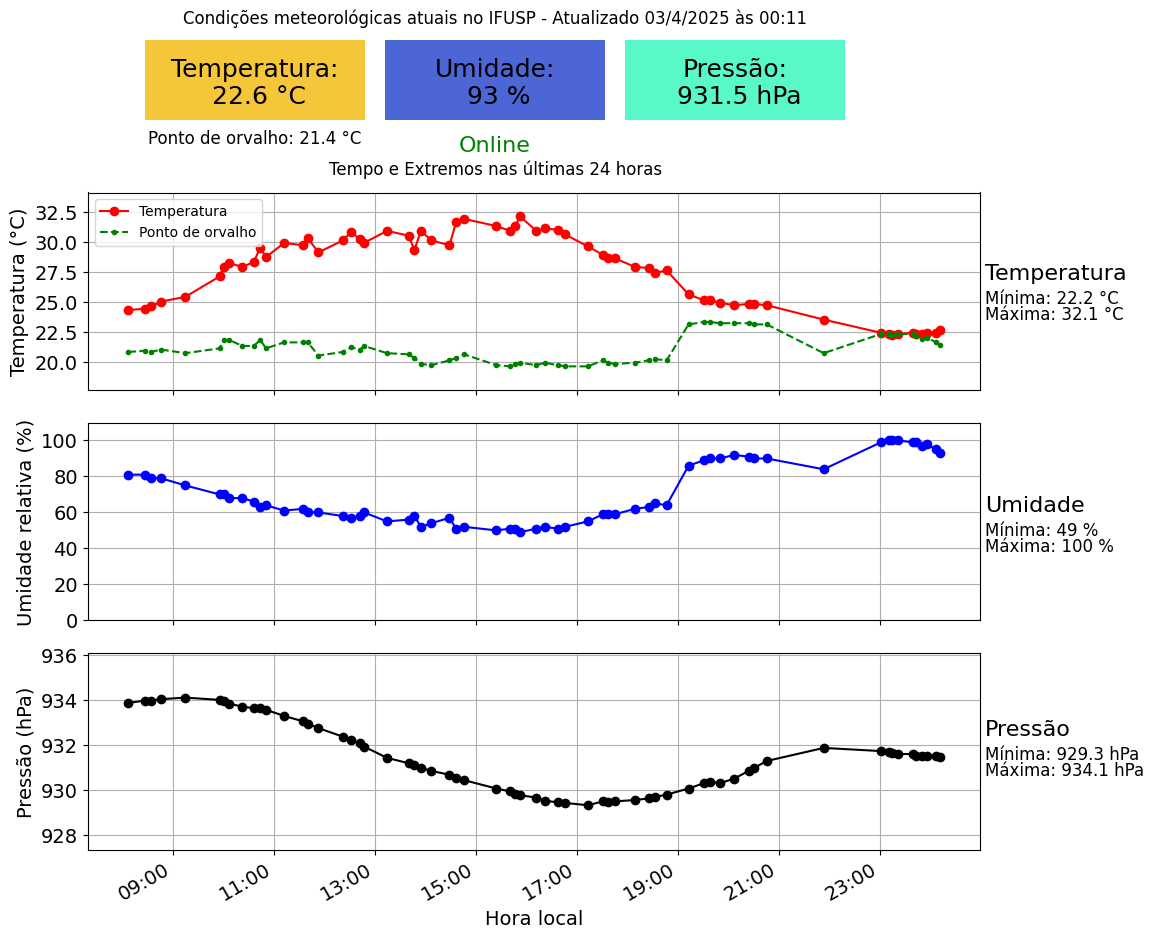 Condições meteorológicas atuais no IFUSP - Atualizado 03/4/2025 às 00:11
Temperatura:
22.6 °C
Umidade:
93 %
Pressão:
931.5 hPa
Ponto de orvalho: 21.4 °C
Online
Tempo e Extremos nas últimas 24 horas
Temperatura (°C)
32.5
30.0
27.5
25.0
22.5
20.0
Temperatura
Ponto de orvalho
Temperatura
Mínima: 22.2 °C
Máxima: 32.1 °C
Umidade relativa (%)
100
80
60
40
20
0
Umidade
Mínima: 49 %
Máxima: 100 %
Pressão (hPa)
936
934
932
930
928
Pressão
Mínima: 929.3 hPa
Máxima: 934.1 hPa
09:00
11:00
13:00
15:00
17:00
19:00
21:00
23:00
Hora local